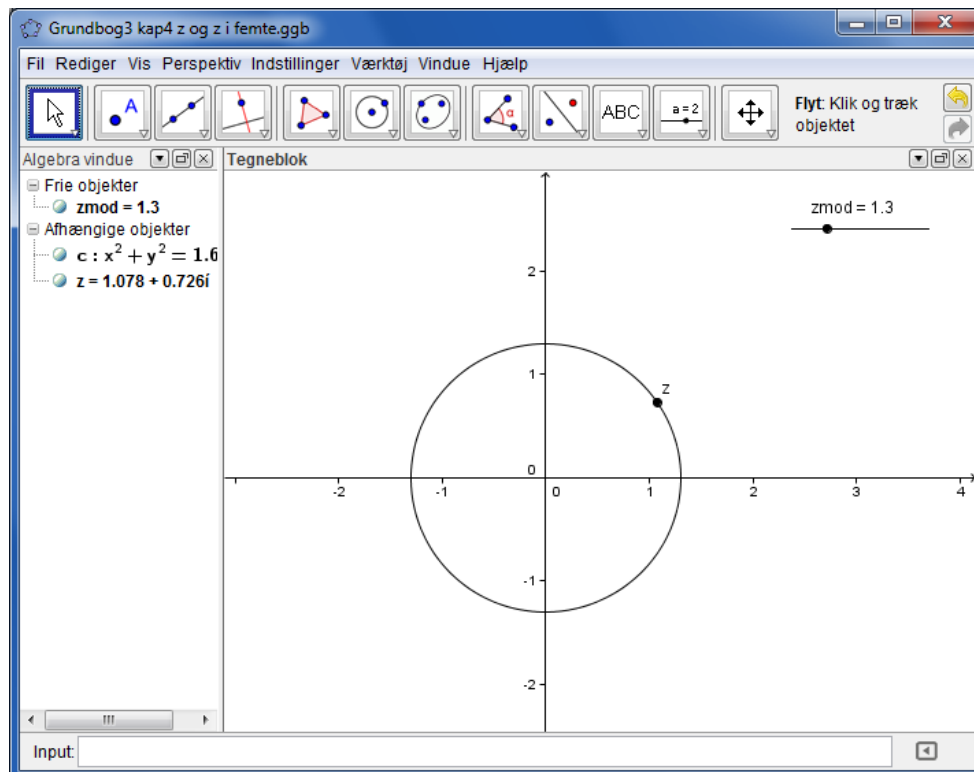 Grundbog3 kap4 z og z i femte.ggb
Fil Rediger Vis Perspektiv Indstillinger Værktøj Vindue Hjælp
A
α
ABC
a = 2
Flyt: Klik og træk
objektet
Algebra vindue
Tegneblok
Frie objekter
zmod = 1.3
Afhængige objekter
c : x² + y² = 1.6
z = 1.078 + 0.726í
zmod = 1.3
2
1
z
0
-2 -1 0 1 2 3 4
-1
-2
Input: